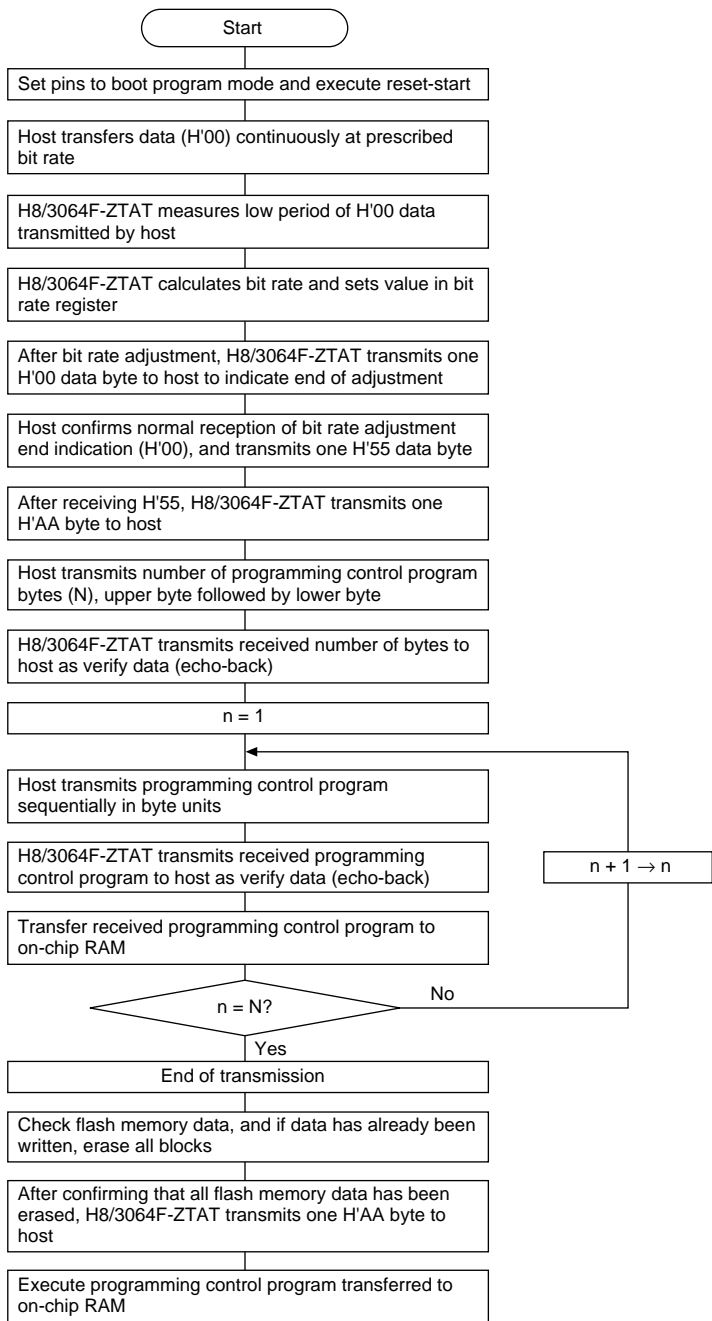 Start
Set pins to boot program mode and execute reset-start
Host transfers data (H'00) continuously at prescribed
bit rate
H8/3064F-ZTAT measures low period of H'00 data
transmitted by host
H8/3064F-ZTAT calculates bit rate and sets value in bit
rate register
After bit rate adjustment, H8/3064F-ZTAT transmits one
H'00 data byte to host to indicate end of adjustment
Host confirms normal reception of bit rate adjustment
end indication (H'00), and transmits one H'55 data byte
After receiving H'55, H8/3064F-ZTAT transmits one
H'AA byte to host
Host transmits number of programming control program
bytes (N), upper byte followed by lower byte
H8/3064F-ZTAT transmits received number of bytes to
host as verify data (echo-back)
n = 1
Host transmits programming control program
sequentially in byte units
H8/3064F-ZTAT transmits received programming
control program to host as verify data (echo-back)
n + 1 → n
Transfer received programming control program to
on-chip RAM
n = N?
No
Yes
End of transmission
Check flash memory data, and if data has already been
written, erase all blocks
After confirming that all flash memory data has been
erased, H8/3064F-ZTAT transmits one H'AA byte to
host
Execute programming control program transferred to
on-chip RAM